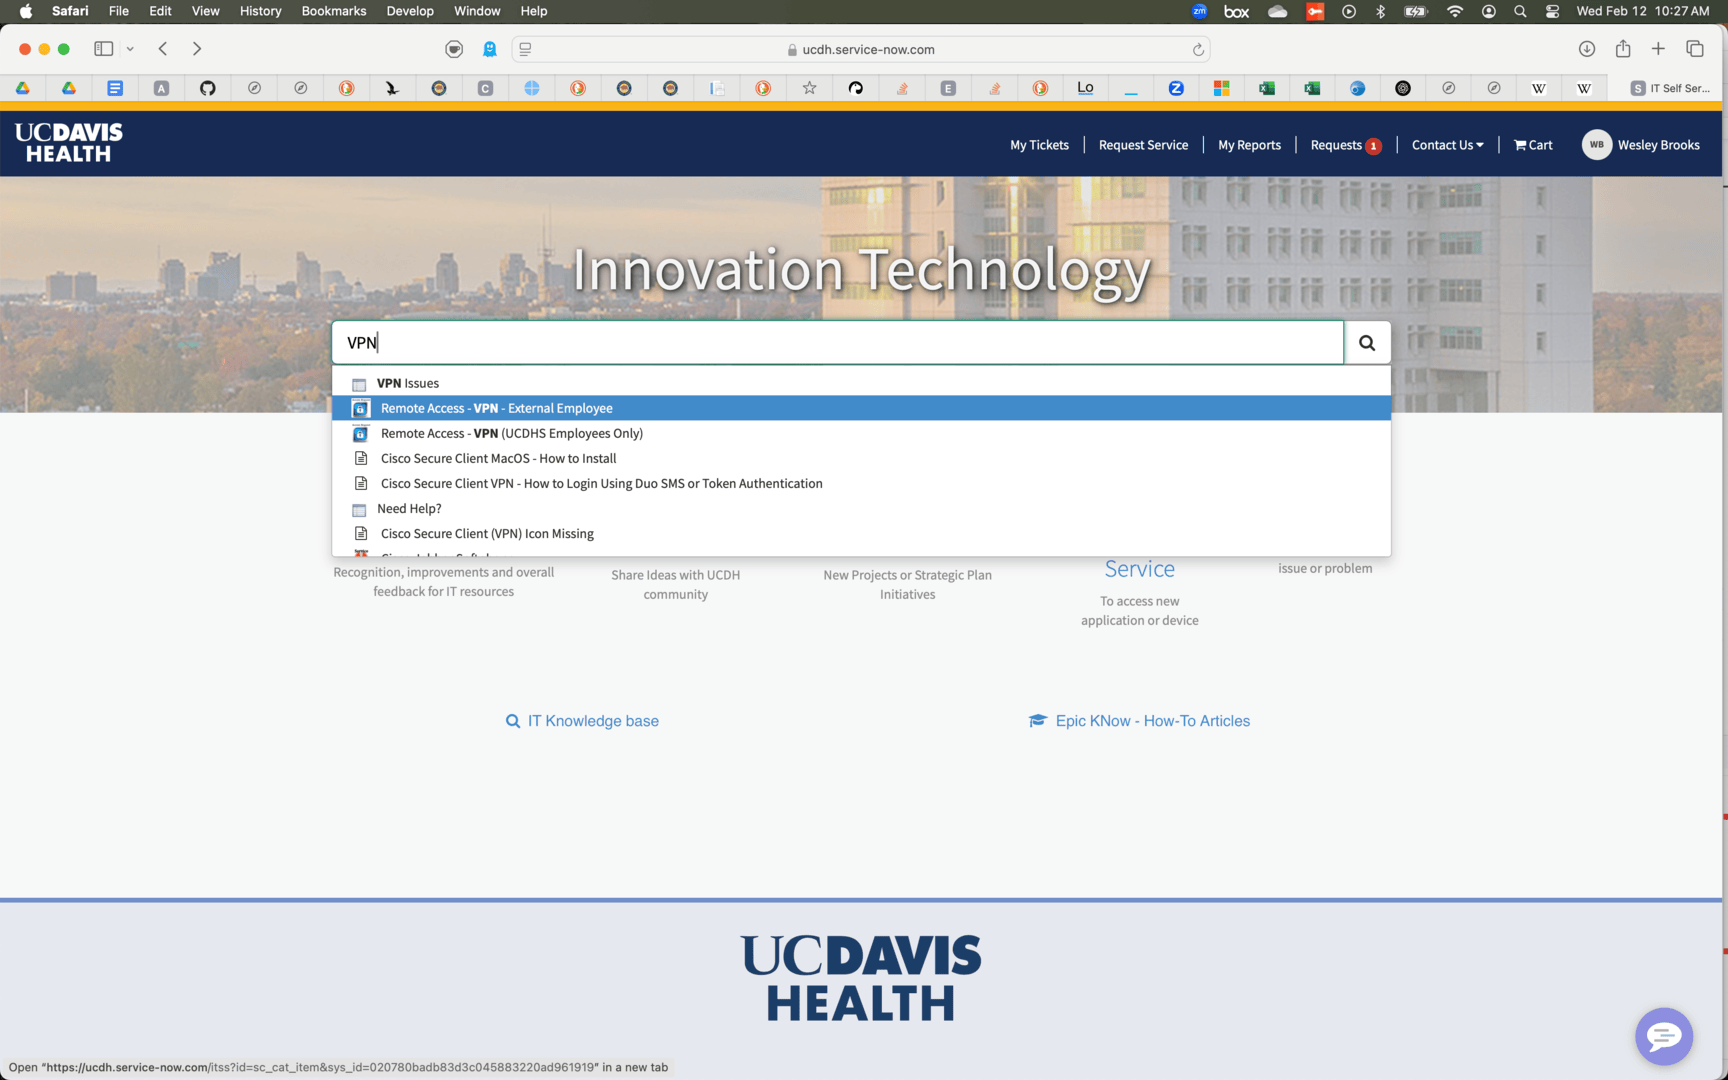 Safari File Edit View History Bookmarks Develop Window Help
zm box Wed Feb 12 10:27 AM
ucdh.service-now.com
A C E Lo Z W W S IT Self Ser...
UCDAVIS
HEALTH
My Tickets Request Service My Reports Requests 1 Contact Us Cart WB Wesley Brooks
Innovation Technology
VPN
VPN Issues
Remote Access - VPN - External Employee
Remote Access - VPN (UCDHS Employees Only)
Cisco Secure Client MacOS - How to Install
Cisco Secure Client VPN - How to Login Using Duo SMS or Token Authentication
Need Help?
Cisco Secure Client (VPN) Icon Missing
Recognition, improvements and overall
feedback for IT resources
Share Ideas with UCDH
community
New Projects or Strategic Plan
Initiatives
Service
To access new
application or device
issue or problem
IT Knowledge base
Epic KNow - How-To Articles
UCDAVIS
HEALTH
Open “https://ucdh.service-now.com/itss?id=sc_cat_item&sys_id=020780badb83d3c045883220ad961919” in a new tab